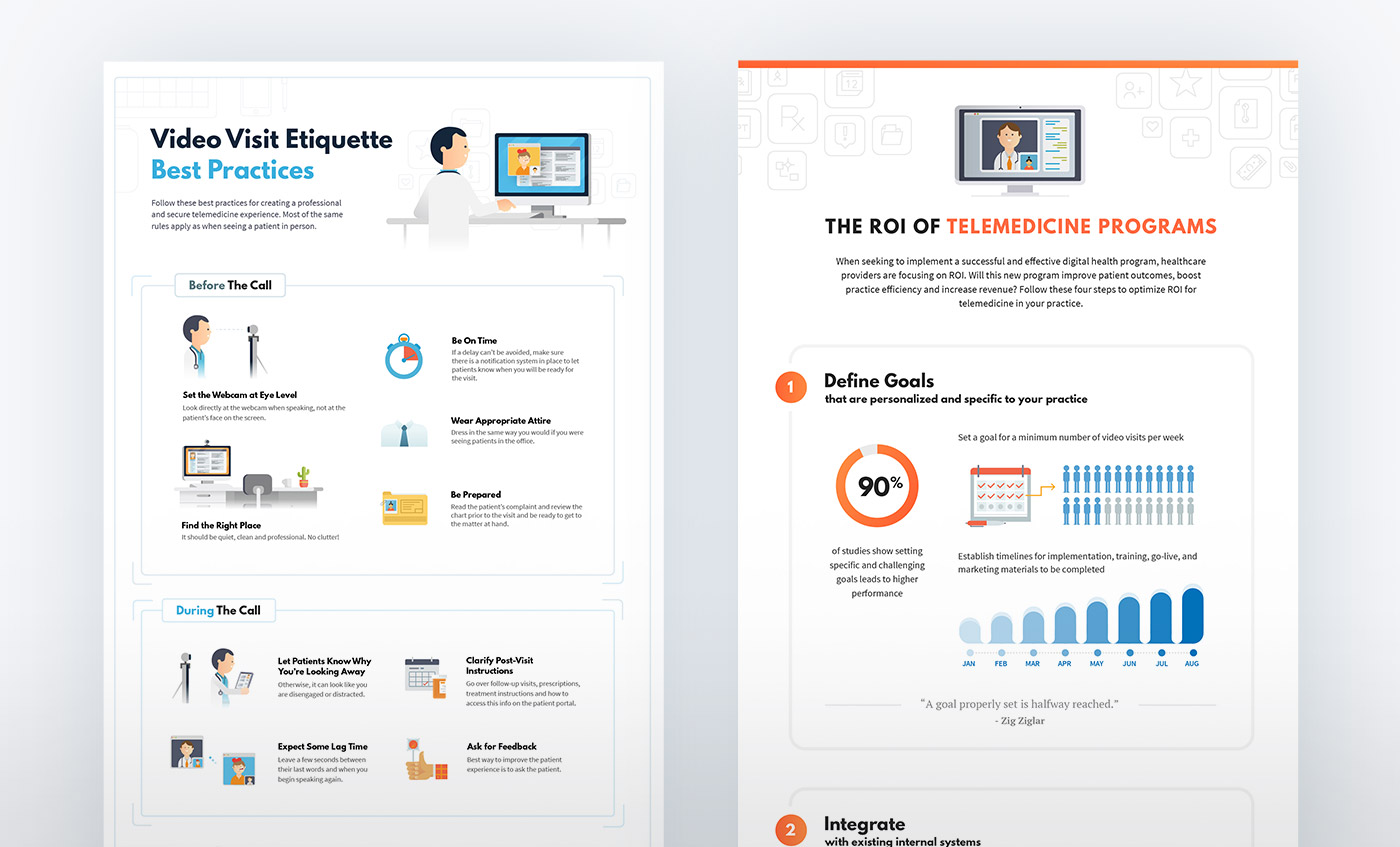 Video Visit Etiquette
Best Practices
Follow these best practices for creating a professional
and secure telemedicine experience. Most of the same
rules apply as when seeing a patient in person.
Before The Call
Set the Webcam at Eye Level
Look directly at the webcam when speaking, not at the
patient's face on the screen.
Find the Right Place
It should be quiet, clean and professional. No clutter!
Be On Time
If a delay can't be avoided, make sure
there is a notification system in place to let
patients know when you will be ready for
the visit.
Wear Appropriate Attire
Dress in the same way you would if you were
seeing patients in the office.
Be Prepared
Read the patient's complaint and review the
chart prior to the visit and be ready to get to
the matter at hand.
During The Call
Let Patients Know Why
You're Looking Away
Otherwise, it can look like you
are disengaged or distracted.
Expect Some Lag Time
Leave a few seconds between
their last words and when you
begin speaking again.
Clarify Post-Visit
Instructions
Go over follow-up visits, prescriptions,
treatment instructions and how to
access this info on the patient portal.
Ask for Feedback
Best way to improve the patient
experience is to ask the patient.
12
Rx
THE ROI OF TELEMEDICINE PROGRAMS
When seeking to implement a successful and effective digital health program, healthcare
providers are focusing on ROI. Will this new program improve patient outcomes, boost
practice efficiency and increase revenue? Follow these four steps to optimize ROI for
telemedicine in your practice.
1
Define Goals
that are personalized and specific to your practice
90%
of studies show setting
specific and challenging
goals leads to higher
performance
Set a goal for a minimum number of video visits per week
Establish timelines for implementation, training, go-live, and
marketing materials to be completed
JAN FEB MAR APR MAY JUN JUL AUG
“A goal properly set is halfway reached.”
- Zig Ziglar
2
Integrate
with existing internal systems